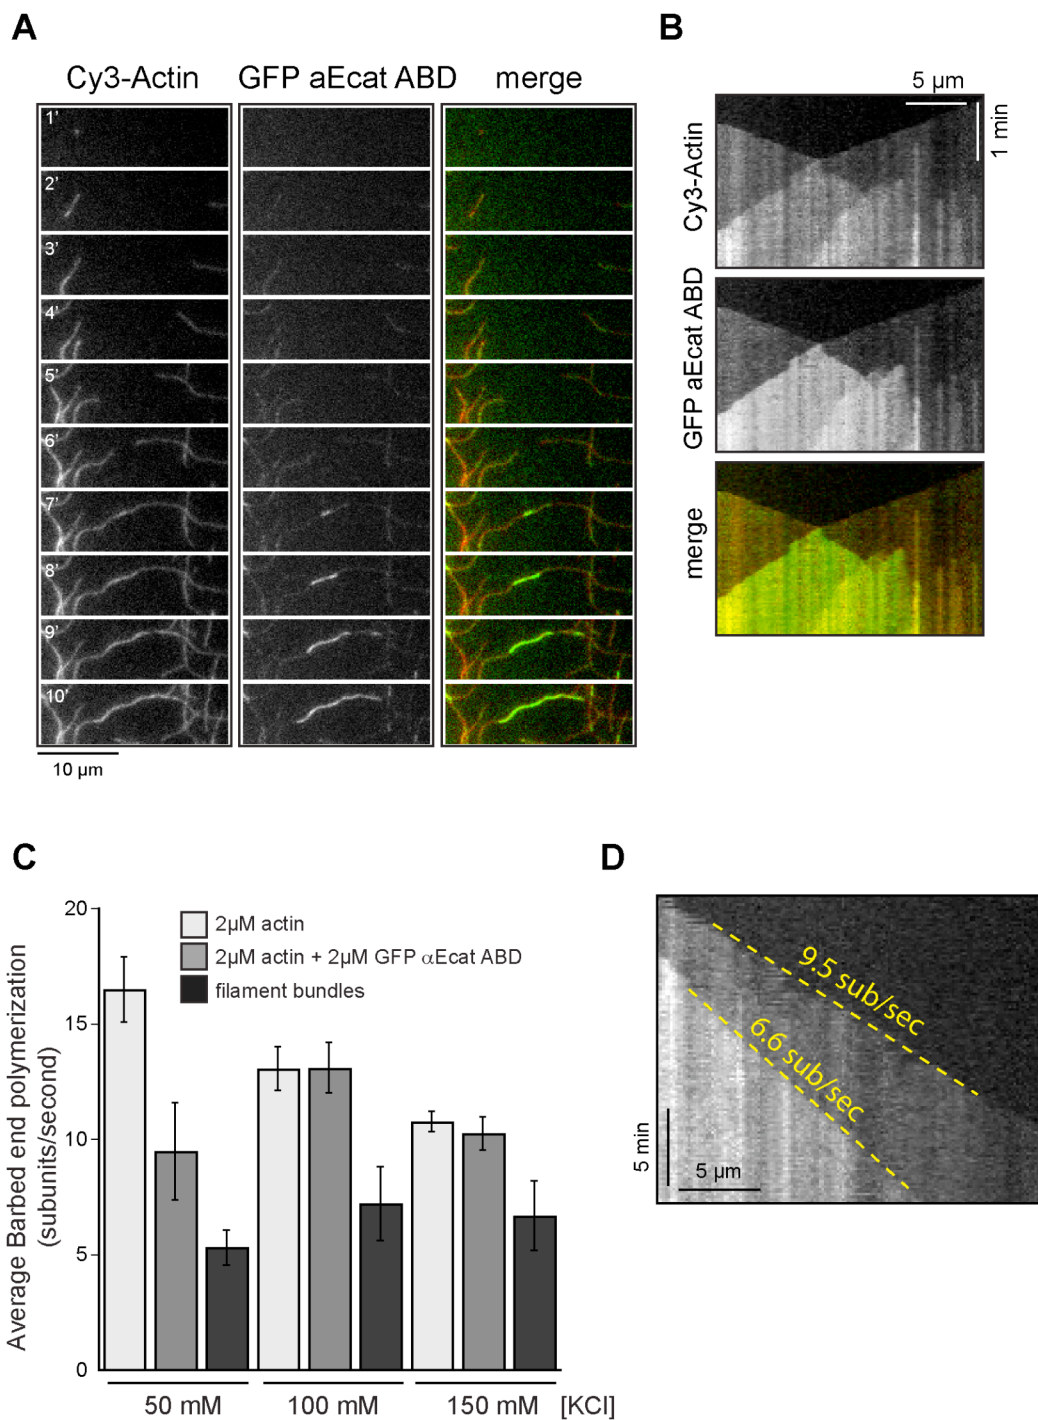 A
Cy3-Actin GFP aEcat ABD merge
1'
2'
3'
4'
5'
6'
7'
8'
9'
10'
10 µm
B
5 µm
1 min
Cy3-Actin
GFP aEcat ABD
merge
C
Average Barbed end polymerization
(subunits/second)
20
15
10
5
0
2µM actin
2µM actin + 2µM GFP αEcat ABD
filament bundles
50 mM 100 mM 150 mM [KCl]
D
9.5 sub/sec
6.6 sub/sec
5 min
5 µm